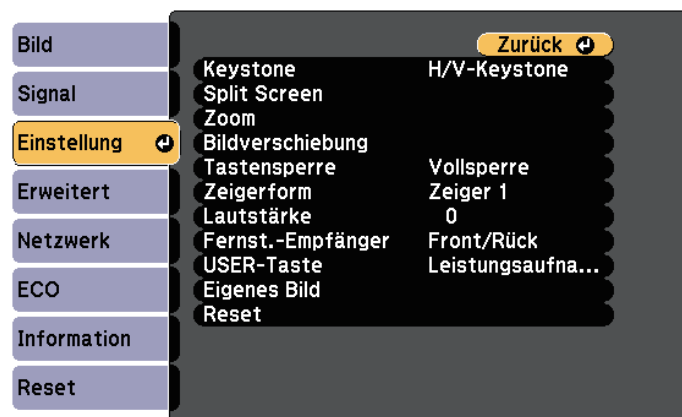 Bild
Signal
Einstellung
Erweitert
Netzwerk
ECO
Information
Reset
Zurück
Keystone H/V-Keystone
Split Screen
Zoom
Bildverschiebung
Tastensperre Vollsperre
Zeigerform Zeiger 1
Lautstärke 0
Fernst.-Empfänger Front/Rück
USER-Taste Leistungsaufna...
Eigenes Bild
Reset